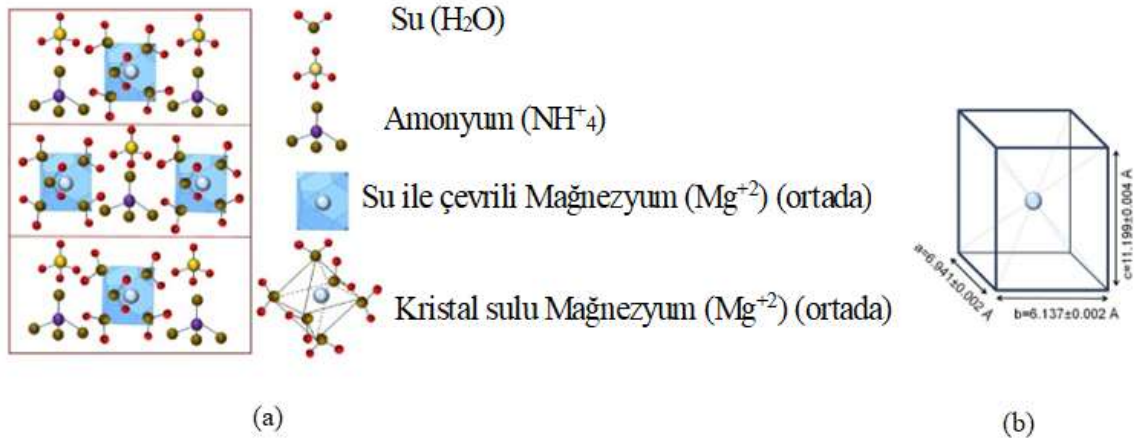 Su (H2O)
Amonyum (NH⁺₄)
Su ile çevrili Mağnezyum (Mg⁺²) (ortada)
Kristal sulu Mağnezyum (Mg⁺²) (ortada)
(a)
a=6.941±0.002 A
b=6.137±0.002 A
c=11.199±0.004 A
(b)